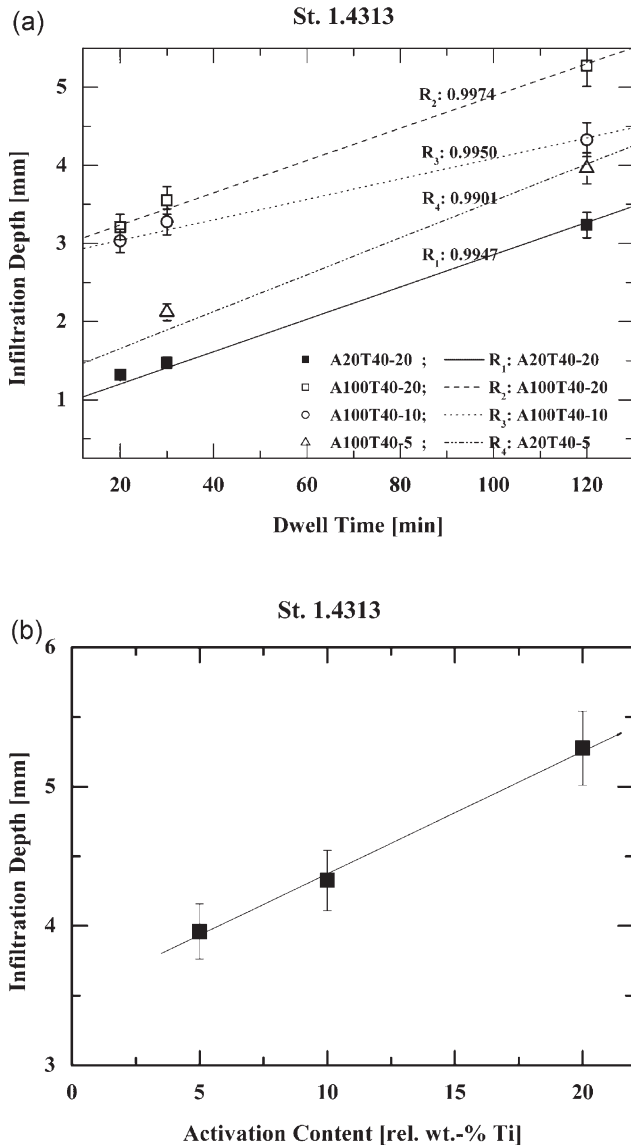 (a)
St. 1.4313
Infiltration Depth [mm]
5
4
3
2
1
R2: 0.9974
R3: 0.9950
R4: 0.9901
R1: 0.9947
A20T40-20 ; R1: A20T40-20
A100T40-20; R2: A100T40-20
A100T40-10; R3: A100T40-10
A100T40-5 ; R4: A20T40-5
20 40 60 80 100 120
Dwell Time [min]
(b)
St. 1.4313
Infiltration Depth [mm]
6
5
4
3
0 5 10 15 20
Activation Content [rel. wt.-% Ti]